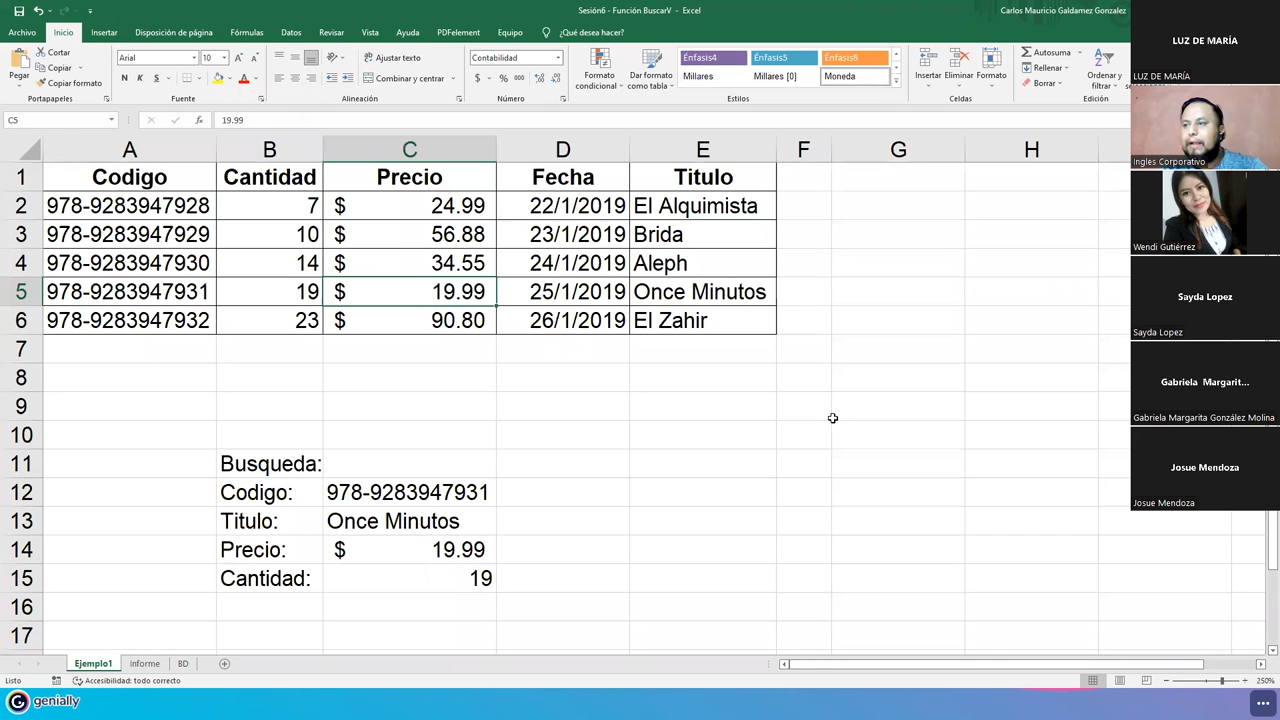 Sesión6 - Función BuscarV - Excel
Carlos Mauricio Galdamez Gonzalez
Archivo Inicio Insertar Disposición de página Fórmulas Datos Revisar Vista Ayuda PDFelement Equipo ¿Qué desea hacer?
Pegar
Cortar
Copiar
Copiar formato
Portapapeles
Arial 10
N K S
Fuente
Ajustar texto
Combinar y centrar
Alineación
Contabilidad
$ % 000
Número
Formato condicional
Dar formato como tabla
Énfasis4 Énfasis5 Énfasis6
Millares Millares [0] Moneda
Estilos
Insertar Eliminar Formato
Celdas
Autosuma
Rellenar
Borrar
Ordenar y filtrar
Edición
C5 fx 19.99
A B C D E F G H
1 Codigo Cantidad Precio Fecha Titulo
2 978-9283947928 7 $ 24.99 22/1/2019 El Alquimista
3 978-9283947929 10 $ 56.88 23/1/2019 Brida
4 978-9283947930 14 $ 34.55 24/1/2019 Aleph
5 978-9283947931 19 $ 19.99 25/1/2019 Once Minutos
6 978-9283947932 23 $ 90.80 26/1/2019 El Zahir
7
8
9
10
11 Busqueda:
12 Codigo: 978-9283947931
13 Titulo: Once Minutos
14 Precio: $ 19.99
15 Cantidad: 19
16
17
Ejemplo1 Informe BD
Listo Accesibilidad: todo correcto 250%
genially
LUZ DE MARÍA
LUZ DE MARÍA
Ingles Corporativo
Wendi Gutiérrez
Sayda Lopez
Sayda Lopez
Gabriela Margarit...
Gabriela Margarita González Molina
Josue Mendoza
Josue Mendoza